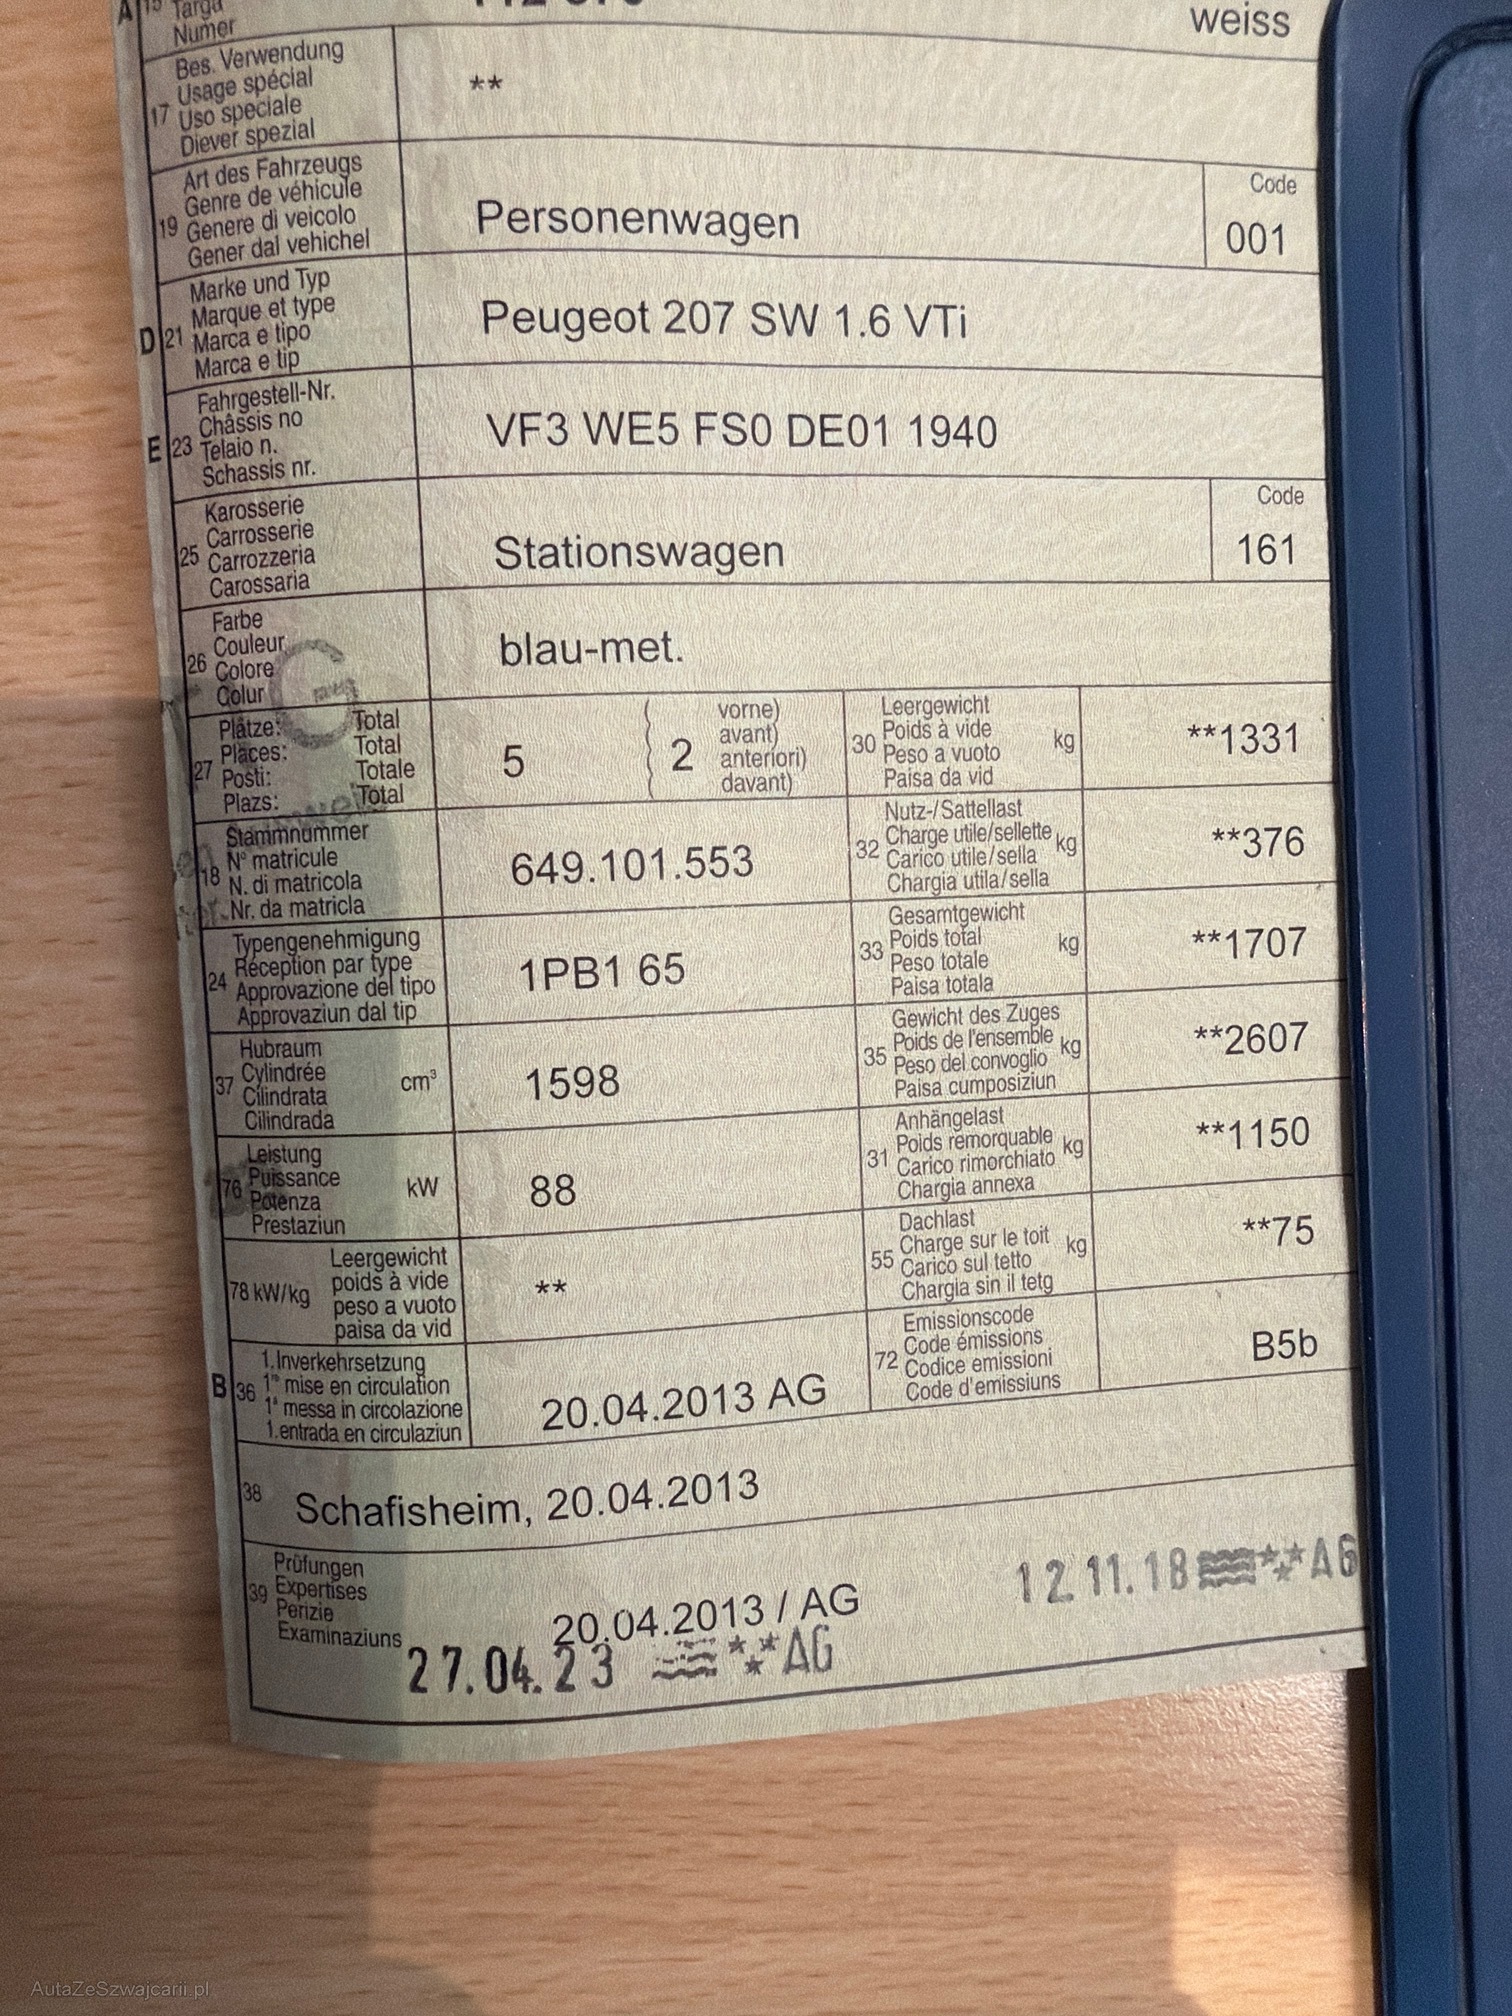 A 15 Targa
Numer
weiss
17 Bes. Verwendung
Usage spécial
Uso speciale
Diever spezial
**
19 Art des Fahrzeugs
Genre de véhicule
Genere di veicolo
Gener dal vehichel
Personenwagen
Code
001
D 21 Marke und Typ
Marque et type
Marca e tipo
Marca e tip
Peugeot 207 SW 1.6 VTi
E 23 Fahrgestell-Nr.
Châssis no
Telaio n.
Schassis nr.
VF3 WE5 FS0 DE01 1940
25 Karosserie
Carrosserie
Carrozzeria
Carossaria
Stationswagen
Code
161
26 Farbe
Couleur
Colore
Colur
blau-met.
27 Plätze: Total
Places: Total
Posti: Totale
Plazs: Total
5
2
vorne)
avant)
anteriori)
davant)
30 Leergewicht
Poids à vide
Peso a vuoto
Paisa da vid
kg
**1331
18 Stammnummer
N° matricule
N. di matricola
Nr. da matricla
649.101.553
32 Nutz-/Sattellast
Charge utile/sellette
Carico utile/sella
Chargia utila/sella
kg
**376
24 Typengenehmigung
Réception par type
Approvazione del tipo
Approvaziun dal tip
1PB1 65
33 Gesamtgewicht
Poids total
Peso totale
Paisa totala
kg
**1707
37 Hubraum
Cylindrée
Cilindrata
Cilindrada
cm³
1598
35 Gewicht des Zuges
Poids de l'ensemble
Peso del convoglio
Paisa cumposiziun
kg
**2607
76 Leistung
Puissance
Potenza
Prestaziun
kW
88
31 Anhängelast
Poids remorquable
Carico rimorchiato
Chargia annexa
kg
**1150
78 kW/kg
Leergewicht
poids à vide
peso a vuoto
paisa da vid
**
55 Dachlast
Charge sur le toit
Carico sul tetto
Chargia sin il tetg
kg
**75
B 36 1. Inverkehrsetzung
1re mise en circulation
1a messa in circolazione
1. entrada en circulaziun
20.04.2013 AG
72 Emissionscode
Code émissions
Codice emissioni
Code d'emissiuns
B5b
38 Schafisheim, 20.04.2013
39 Prüfungen
Expertises
Perizie
Examinaziuns
20.04.2013 / AG
12.11.18 AG
27.04.23 AG
AutaZeSzwajcarii.pl